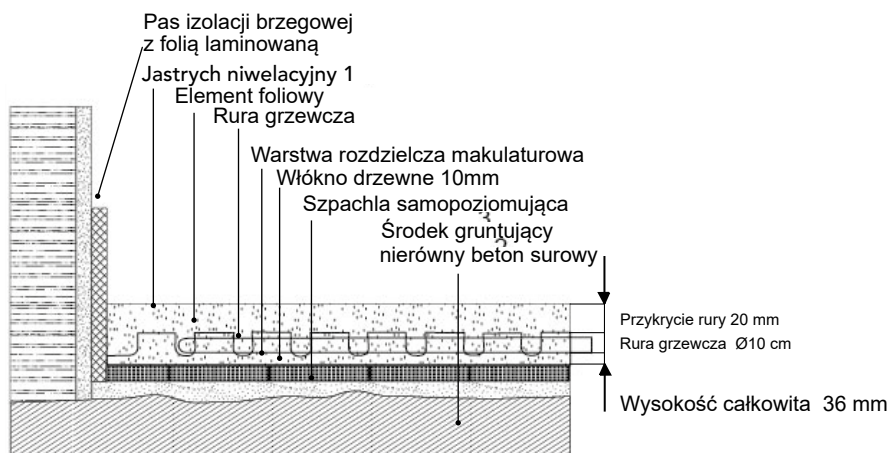 Pas izolacji brzegowej
z folią laminowaną
Jastrych niwelacyjny 1
Element foliowy
Rura grzewcza
Warstwa rozdzielcza makulaturowa
Włókno drzewne 10mm
Szpachla samopoziomująca
Środek gruntujący
nierówny beton surowy
Przykrycie rury 20 mm
Rura grzewcza Ø10 cm
Wysokość całkowita 36 mm